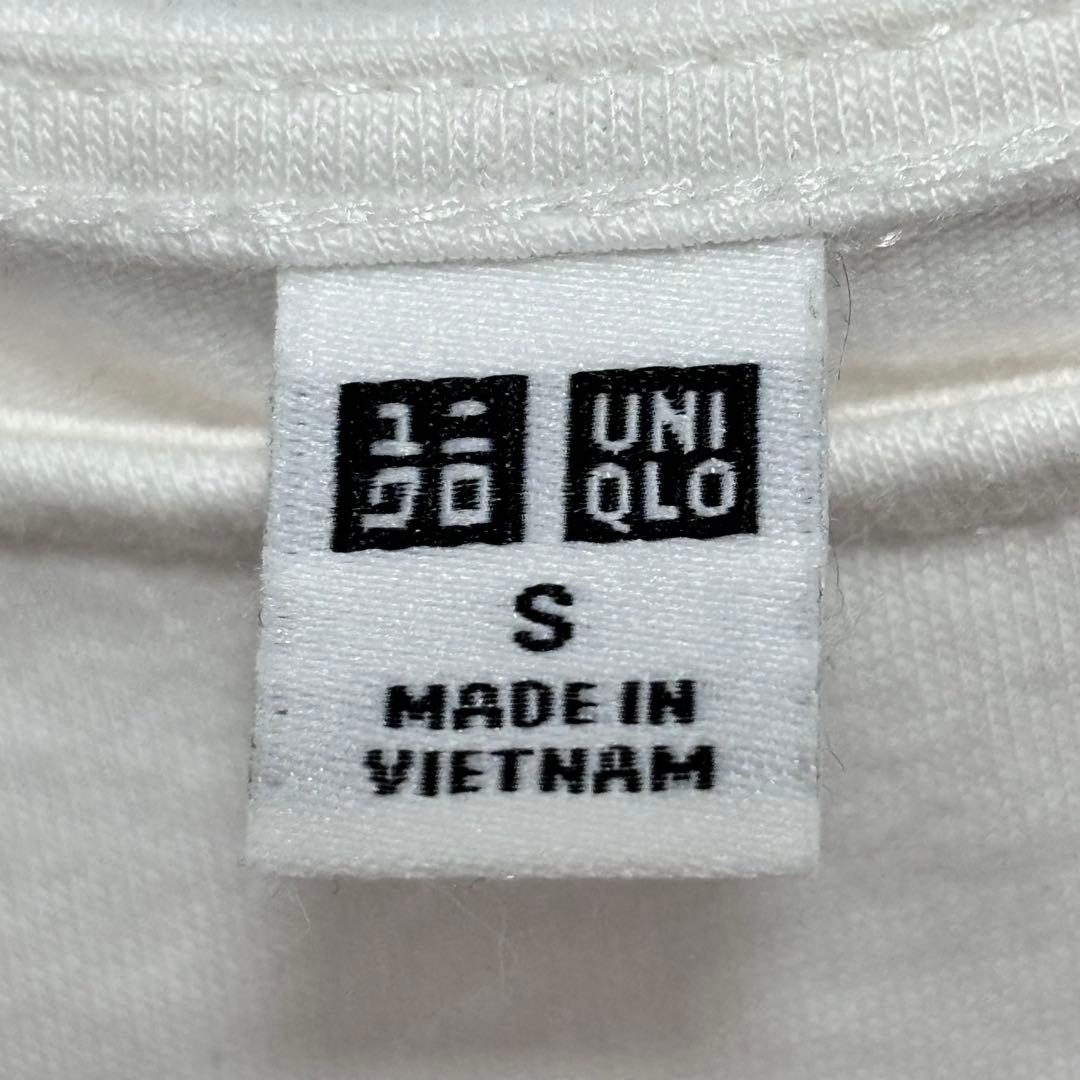 ユニ UNI
クロ QLO
S
MADE IN
VIETNAM